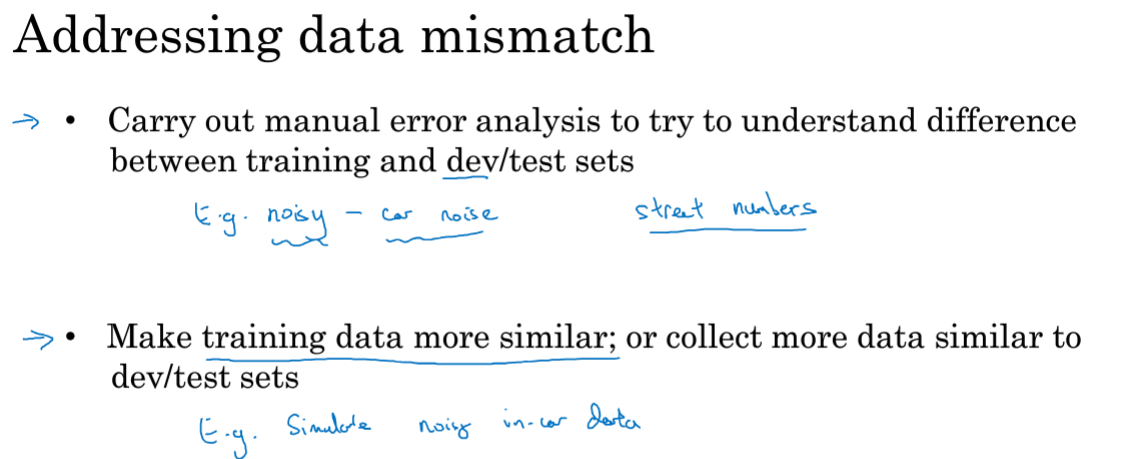 Addressing data mismatch
• Carry out manual error analysis to try to understand difference
between training and dev/test sets
E.g. noisy - car noise street numbers
• Make training data more similar; or collect more data similar to
dev/test sets
E.g. Simulate noisy in-car data